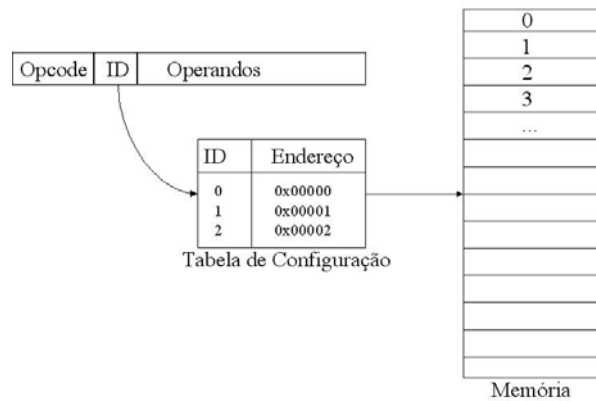 Opcode ID Operandos
ID Endereço
0 0x00000
1 0x00001
2 0x00002
Tabela de Configuração
0
1
2
3
...
Memória